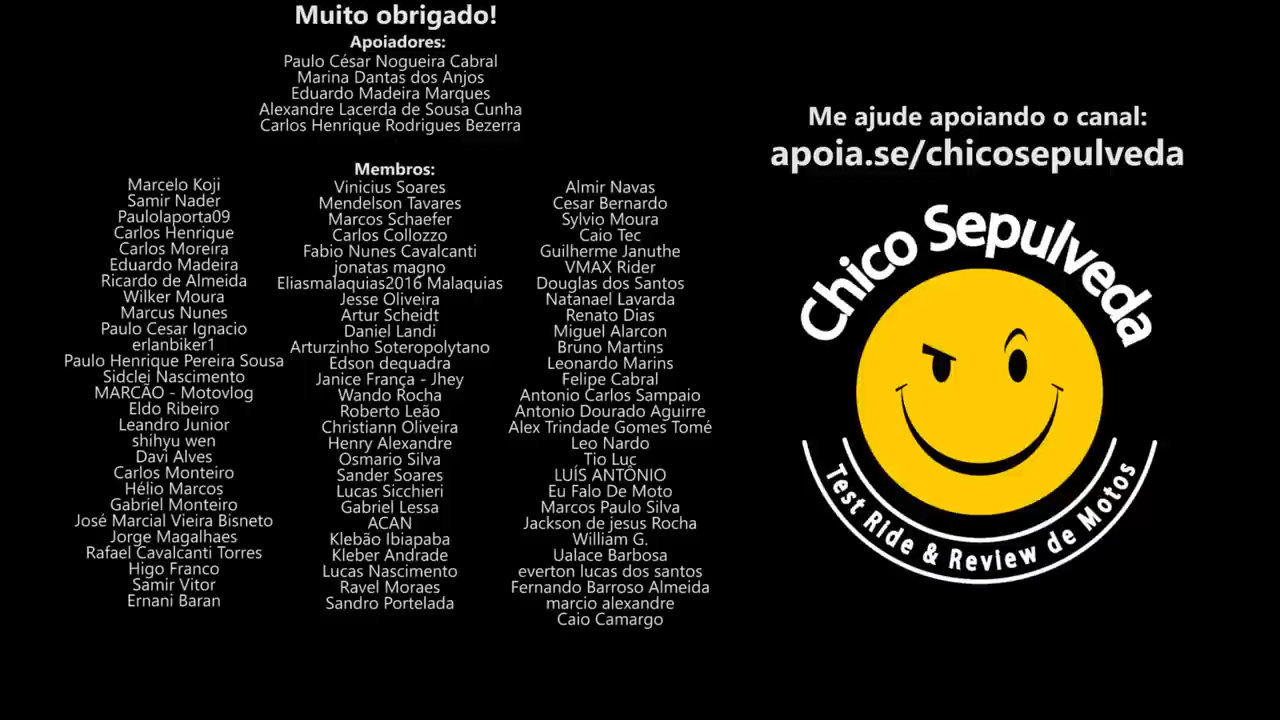 Muito obrigado!
Apoiadores:
Paulo César Nogueira Cabral
Marina Dantas dos Anjos
Eduardo Madeira Marques
Alexandre Lacerda de Sousa Cunha
Carlos Henrique Rodrigues Bezerra
Membros:
Marcelo Koji
Samir Nader
Paulolaporta09
Carlos Henrique
Carlos Moreira
Eduardo Madeira
Ricardo de Almeida
Wilker Moura
Marcus Nunes
Paulo Cesar Ignacio
erlanbiker1
Paulo Henrique Pereira Sousa
Sidclei Nascimento
MARCÃO - Motovlog
Eldo Ribeiro
Leandro Junior
shihyu wen
Davi Alves
Carlos Monteiro
Hélio Marcos
Gabriel Monteiro
José Marcial Vieira Bisneto
Jorge Magalhaes
Rafael Cavalcanti Torres
Higo Franco
Samir Vitor
Ernani Baran
Vinicius Soares
Mendelson Tavares
Marcos Schaefer
Carlos Collozzo
Fabio Nunes Cavalcanti
jonatas magno
Eliasmalaquias2016 Malaquias
Jesse Oliveira
Artur Scheidt
Daniel Landi
Arturzinho Soteropolytano
Edson dequadra
Janice França - Jhey
Wando Rocha
Roberto Leão
Christiann Oliveira
Henry Alexandre
Osmario Silva
Sander Soares
Lucas Sicchieri
Gabriel Lessa
ACAN
Klebão Ibiapaba
Kleber Andrade
Lucas Nascimento
Ravel Moraes
Sandro Portelada
Almir Navas
Cesar Bernardo
Sylvio Moura
Caio Tec
Guilherme Januthe
VMAX Rider
Douglas dos Santos
Natanael Lavarda
Renato Dias
Miguel Alarcon
Bruno Martins
Leonardo Marins
Felipe Cabral
Antonio Carlos Sampaio
Antonio Dourado Aguirre
Alex Trindade Gomes Tomé
Leo Nardo
Tio Luc
LUÍS ANTÔNIO
Eu Falo De Moto
Marcos Paulo Silva
Jackson de jesus Rocha
William G.
Ualace Barbosa
everton lucas dos santos
Fernando Barroso Almeida
marcio alexandre
Caio Camargo
Me ajude apoiando o canal:
apoia.se/chicosepulveda
Chico Sepulveda
Test Ride & Review de Motos